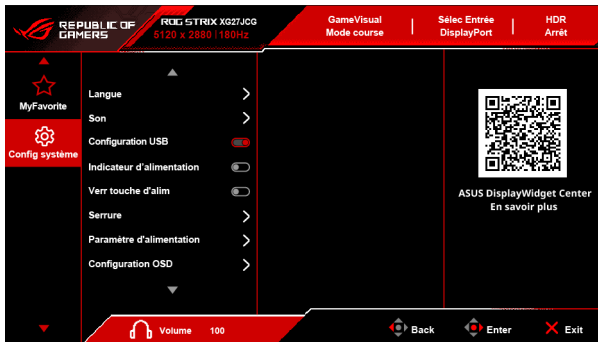 REPUBLIC OF
GAMERS
ROG STRIX XG27JCG
5120 x 2880 | 180Hz
GameVisual
Mode course
Sélec Entrée
DisplayPort
HDR
Arrêt
MyFavorite
Config système
Langue
Son
Configuration USB
Indicateur d'alimentation
Verr touche d'alim
Serrure
Paramètre d'alimentation
Configuration OSD
ASUS DisplayWidget Center
En savoir plus
Volume 100
Back
Enter
Exit